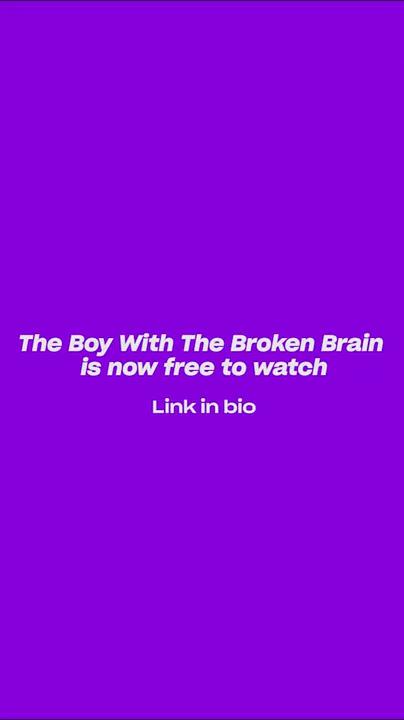 The Boy With The Broken Brain
is now free to watch
Link in bio